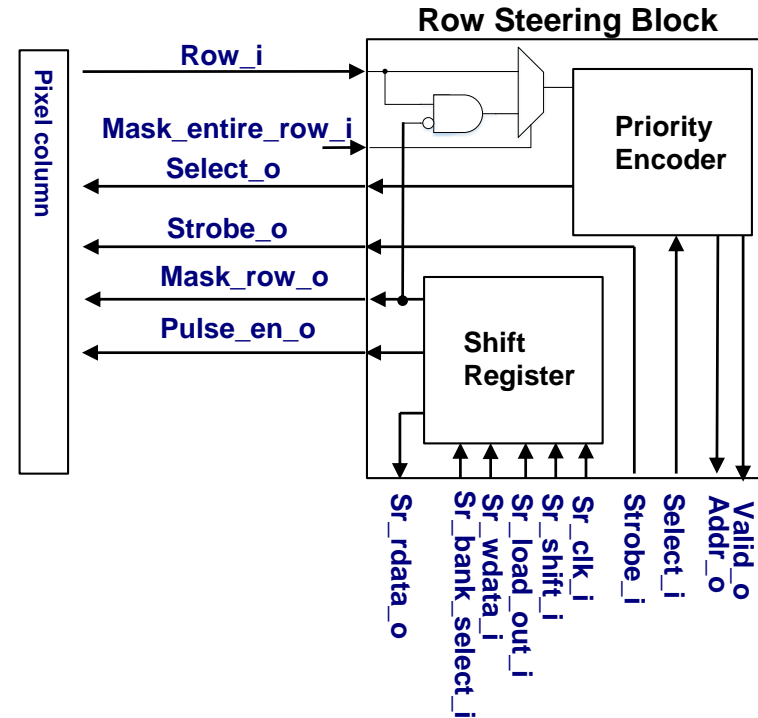 Row Steering Block
Pixel column
Row_i
Mask_entire_row_i
Select_o
Strobe_o
Mask_row_o
Pulse_en_o
Priority
Encoder
Shift
Register
Sr_rdata_o
Sr_bank_select_i
Sr_wdata_i
Sr_load_out_i
Sr_shift_i
Sr_clk_i
Strobe_i
Select_i
Addr_o
Valid_o